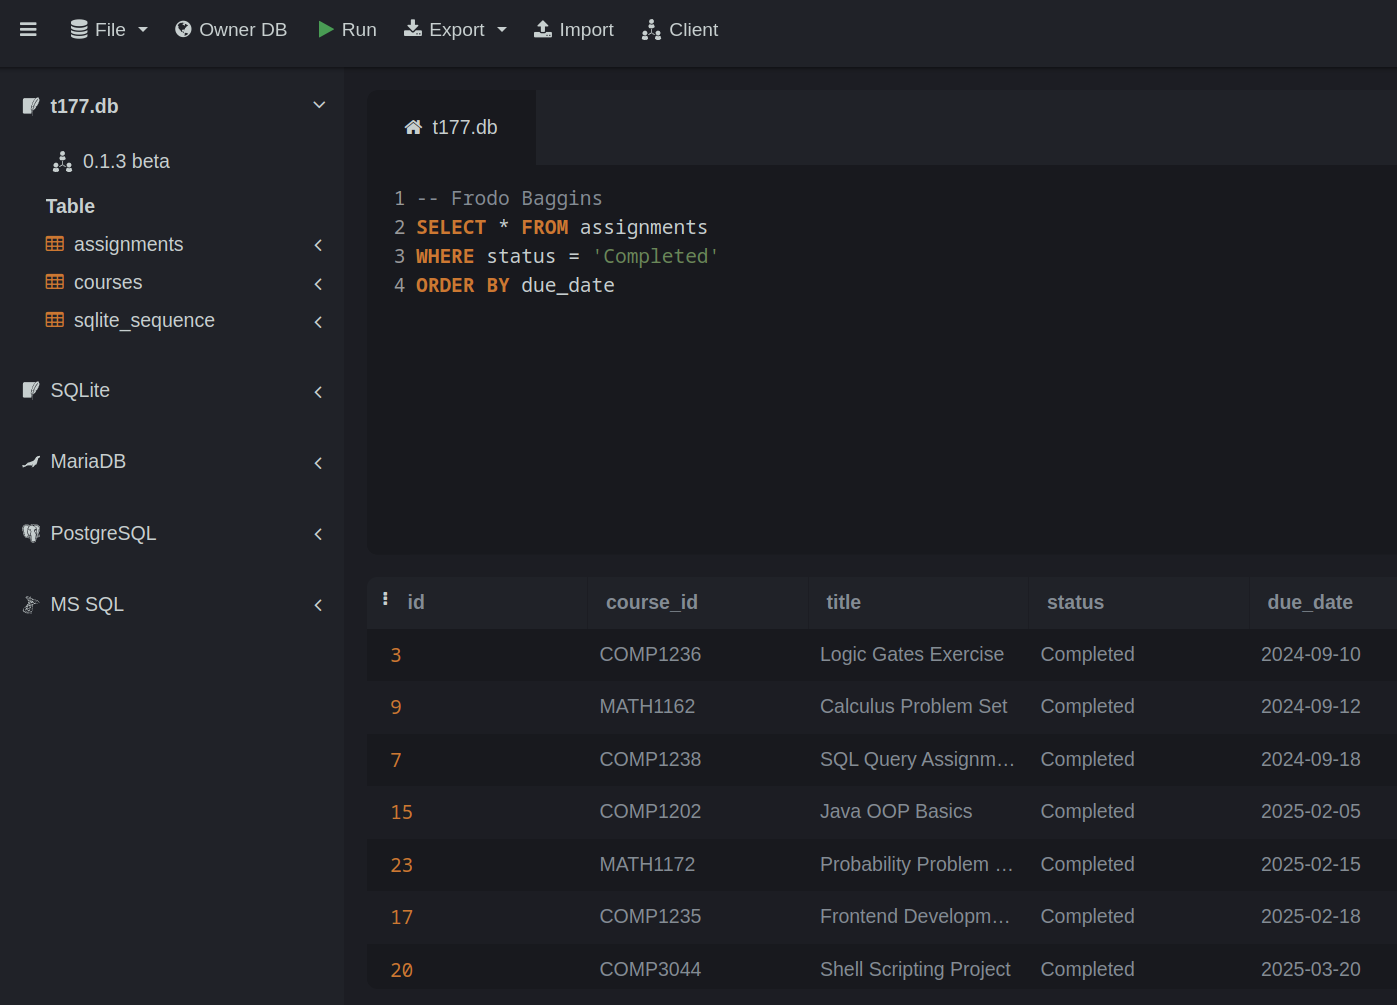 File Owner DB Run Export Import Client
t177.db
0.1.3 beta
Table
assignments
courses
sqlite_sequence
SQLite
MariaDB
PostgreSQL
MS SQL
t177.db
1 -- Frodo Baggins
2 SELECT * FROM assignments
3 WHERE status = 'Completed'
4 ORDER BY due_date
id course_id title status due_date
3 COMP1236 Logic Gates Exercise Completed 2024-09-10
9 MATH1162 Calculus Problem Set Completed 2024-09-12
7 COMP1238 SQL Query Assignm… Completed 2024-09-18
15 COMP1202 Java OOP Basics Completed 2025-02-05
23 MATH1172 Probability Problem … Completed 2025-02-15
17 COMP1235 Frontend Developm… Completed 2025-02-18
20 COMP3044 Shell Scripting Project Completed 2025-03-20